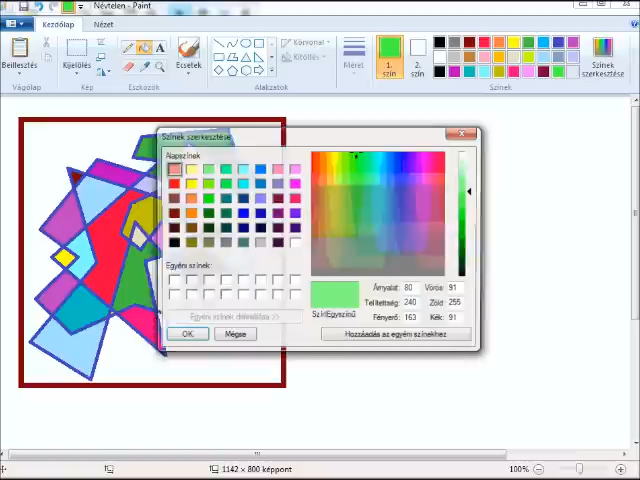 Névtelen - Paint
Kezdőlap Nézet
Beillesztés
Kijelölés
Ecsetek
Körvonal
Kitöltés
Méret
1. szín
2. szín
Színek szerkesztése
Vágólap Kép Eszközök Alakzatok Színek
Színek szerkesztése
Alapszínek
Egyéni színek:
Egyéni színek definiálása >>
OK Mégse
Szín|Egyszínű
Árnyalat: 80 Vörös: 91
Telítettség: 240 Zöld: 255
Fényerő: 163 Kék: 91
Hozzáadás az egyéni színekhez
1142 × 800 képpont
100%